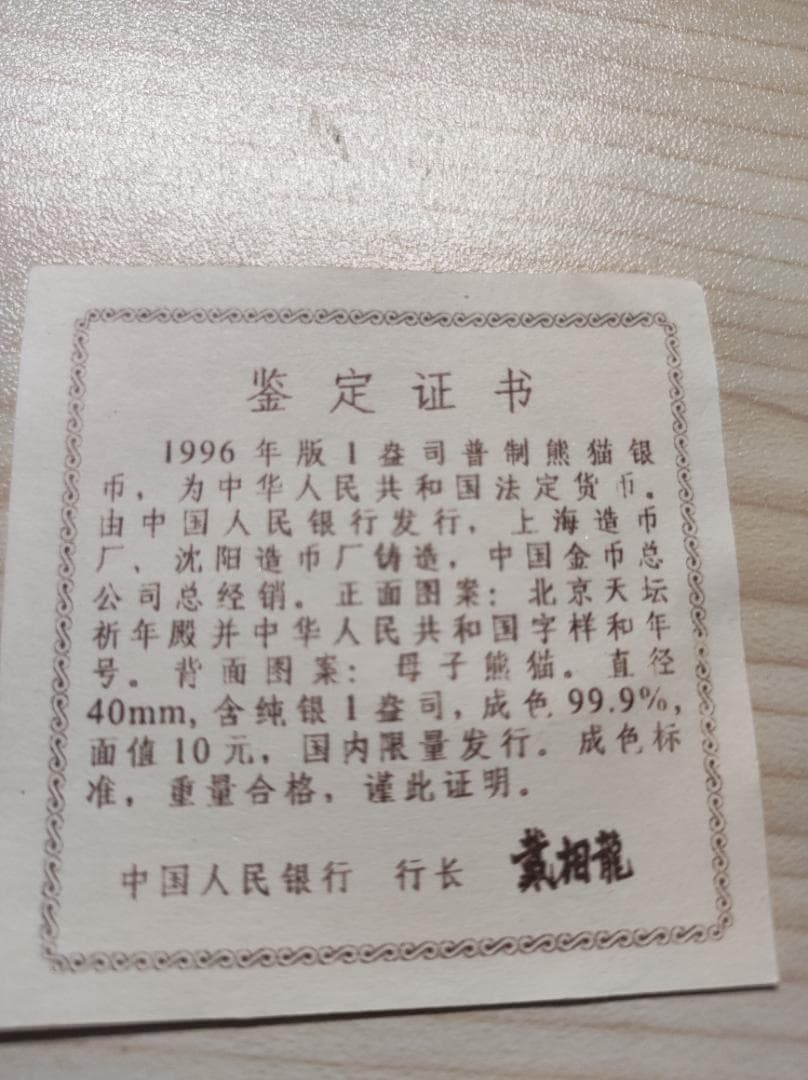 鉴定证书
1996年版1盎司普制熊猫银
币，为中华人民共和国法定货币。
由中国人民银行发行，上海造币
厂、沈阳造币厂铸造，中国金币总
公司总经销。正面图案：北京天坛
祈年殿并中华人民共和国字样和年
号。背面图案：母子熊猫。直径
40mm,含纯银1盎司，成色99.9%,
面值10元，国内限量发行。成色标
准，重量合格，谨此证明。
中国人民银行 行长 戴相龍